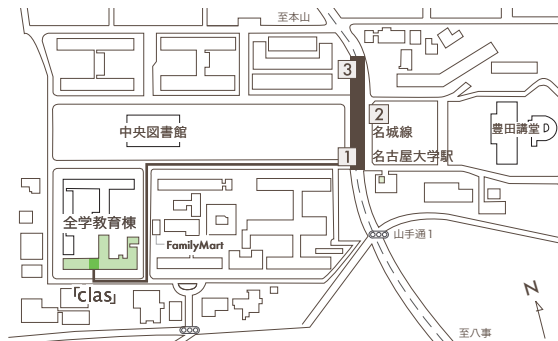 至本山
3
2
中央図書館
名城線
名古屋大学駅
1
豊田講堂
全学教育棟
FamilyMart
山手通1
「clas」
N
至八事